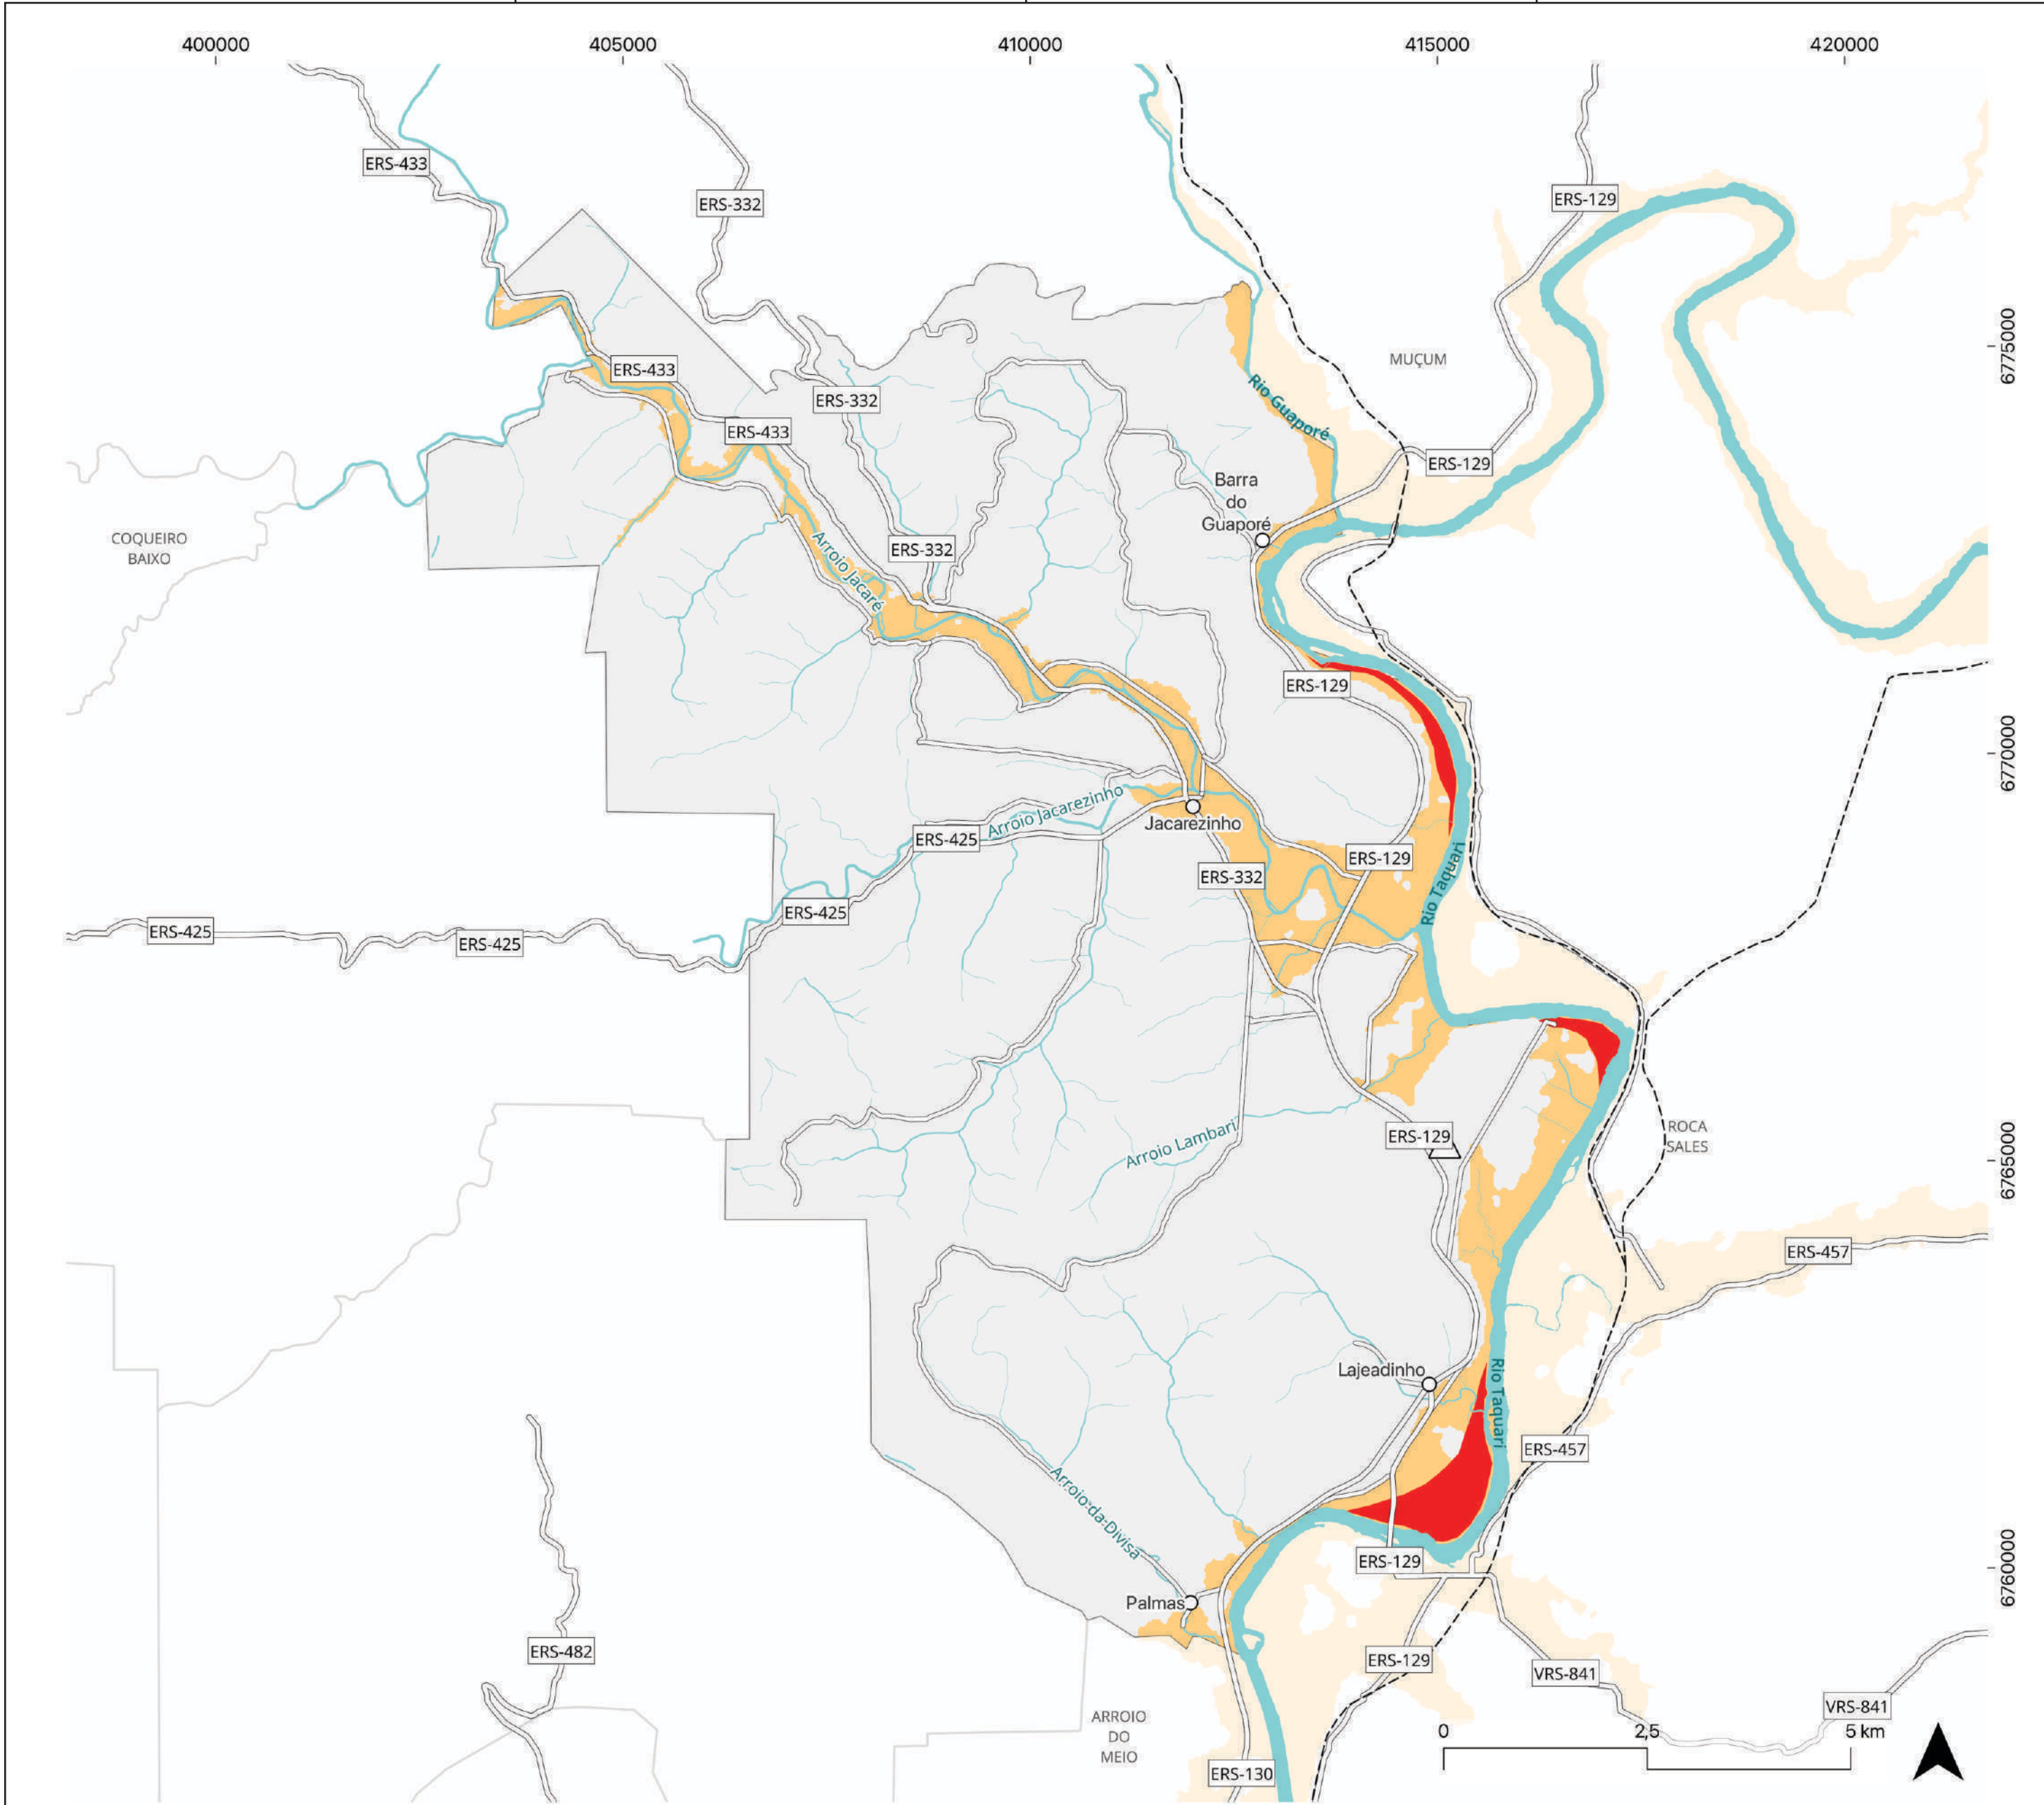 400000
405000
410000
415000
420000
ERS-433
ERS-332
ERS-129
6775000
MUÇUM
ERS-433
ERS-332
Rio Guaporé
ERS-433
ERS-129
Barra
do
Guaporé
COQUEIRO
BAIXO
ERS-332
Arroio Jacaré
ERS-129
6770000
Arroio Jacarezinho
Jacarezinho
ERS-425
ERS-129
ERS-332
Rio Taquari
ERS-425
ERS-425
ERS-425
ROCA
SALES
ERS-129
Arroio Lambari
6765000
ERS-457
Lajeadinho
Rio Taquari
ERS-457
Arroio da Divisa
ERS-129
6760000
Palmas
ERS-482
ERS-129
VRS-841
VRS-841
ARROIO
DO
MEIO
0
2,5
5 km
ERS-130